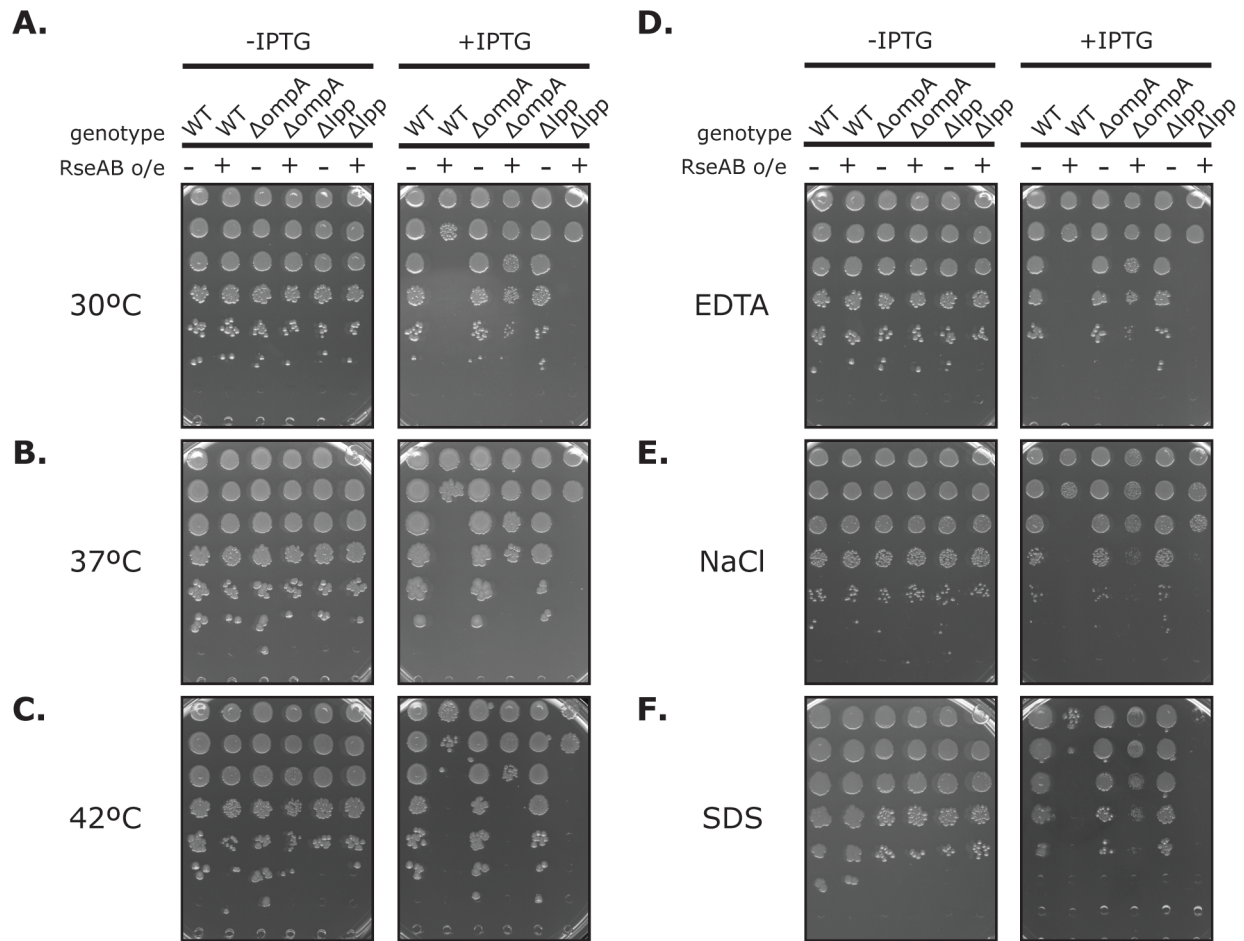 A.
-IPTG +IPTG
genotype WT WT ΔompA ΔompA Δlpp Δlpp WT WT ΔompA ΔompA Δlpp Δlpp
RseAB o/e - + - + - + - + - + - +
30ºC
B.
37ºC
C.
42ºC
D.
-IPTG +IPTG
genotype WT WT ΔompA ΔompA Δlpp Δlpp WT WT ΔompA ΔompA Δlpp Δlpp
RseAB o/e - + - + - + - + - + - +
EDTA
E.
NaCl
F.
SDS